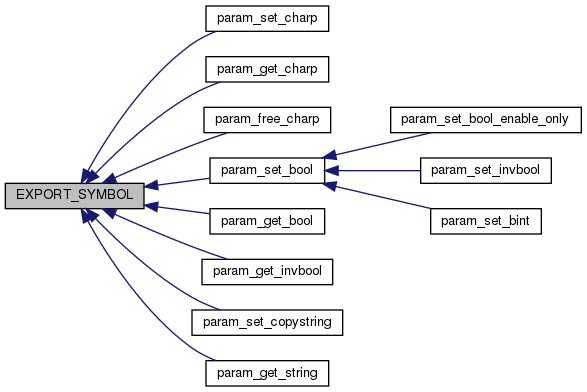 param_set_charp
param_get_charp
param_free_charp
param_set_bool_enable_only
param_set_bool
param_set_invbool
EXPORT_SYMBOL
param_get_bool
param_set_bint
param_get_invbool
param_set_copystring
param_get_string